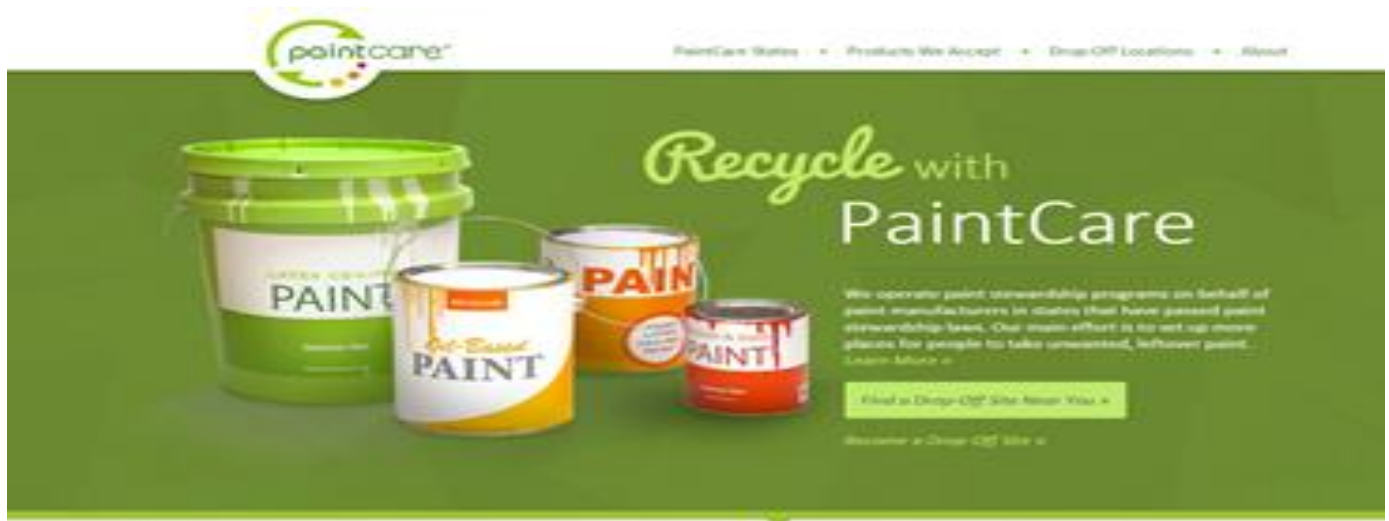 paintcare
PaintCare States • Products We Accept • Drop-Off Locations • About
Recycle with
PaintCare
PAINT
PAINT
Oil-Based
PAINT
PAINT
We operate paint stewardship programs on behalf of
paint manufacturers in states that have passed paint
stewardship laws. Our main effort is to set up more
places for people to take unwanted, leftover paint.
Learn More »
Find a Drop-Off Site Near You »
Become a Drop-Off Site »